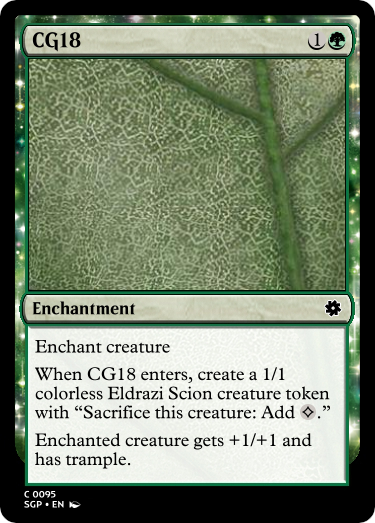 CG18 1
Enchantment
Enchant creature
When CG18 enters, create a 1/1
colorless Eldrazi Scion creature token
with “Sacrifice this creature: Add .”
Enchanted creature gets +1/+1 and
has trample.
C 0095
SGP • EN